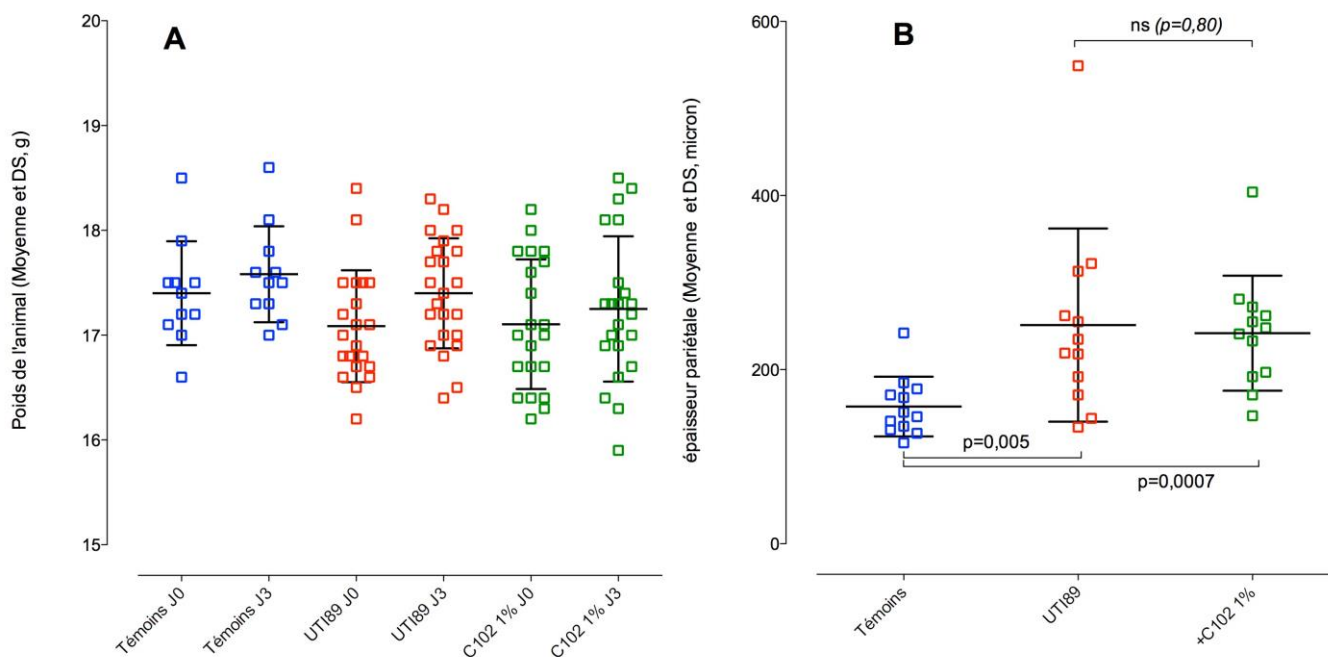 A
Poids de l'animal (Moyenne et DS, g)
20
19
18
17
16
15
Témoins J0
Témoins J3
UTI89 J0
UTI89 J3
C102 1% J0
C102 1% J3
B
épaisseur pariétale (Moyenne et DS, micron)
600
400
200
0
ns (p=0,80)
p=0,005
p=0,0007
Témoins
UTI89
+C102 1%